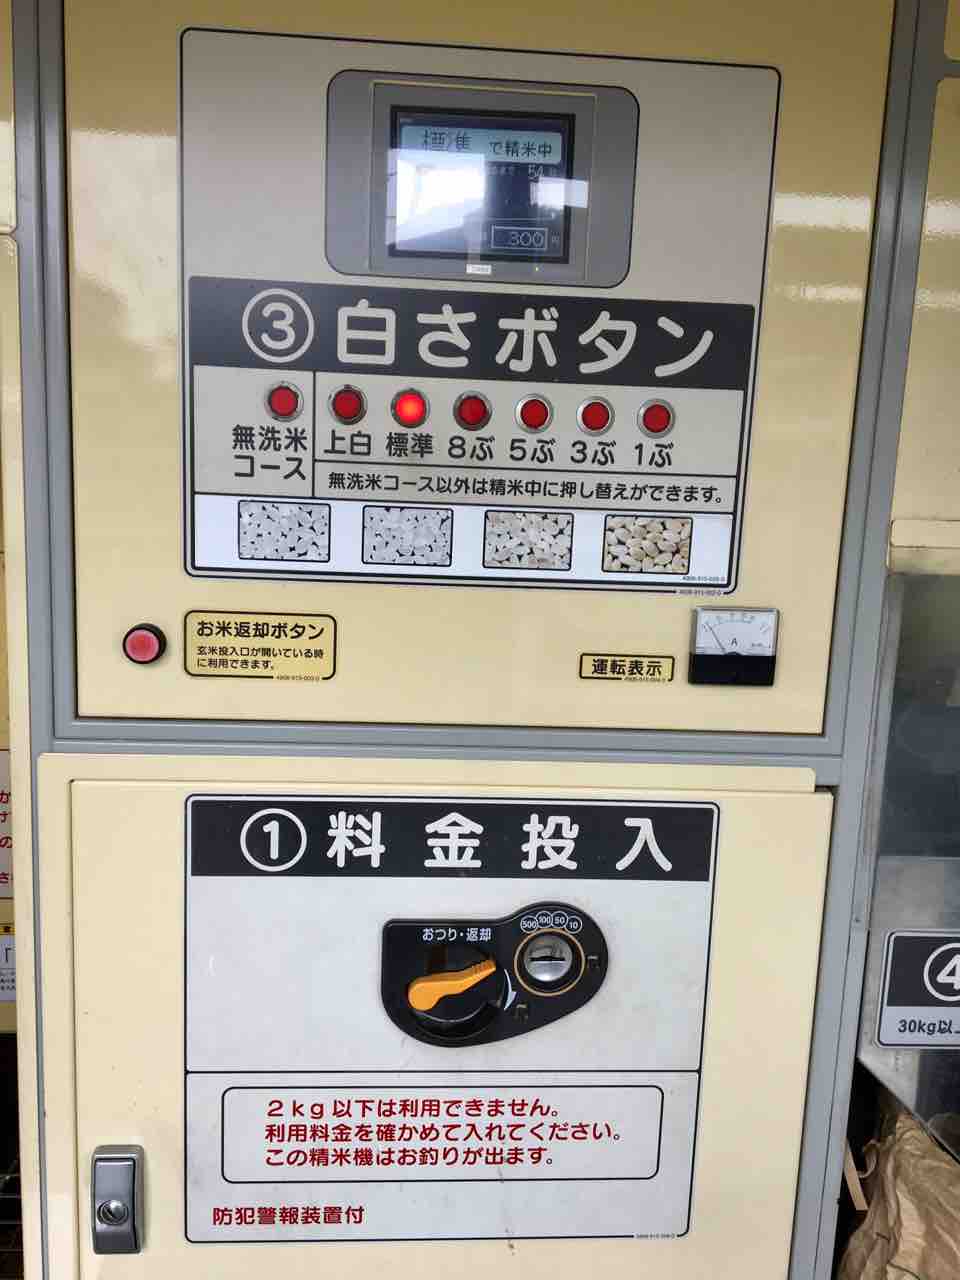 標準 で精米中
54
300 円
③白さボタン
無洗米
コース
上白 標準 8ぶ 5ぶ 3ぶ 1ぶ
無洗米コース以外は精米中に押し替えができます。
お米返却ボタン
玄米投入口が開いている時
に利用できます。
運転表示
A
①料金投入
おつり・返却
500 100 50 10
2kg以下は利用できません。
利用料金を確かめて入れてください。
この精米機はお釣りが出ます。
防犯警報装置付
④
30kg以